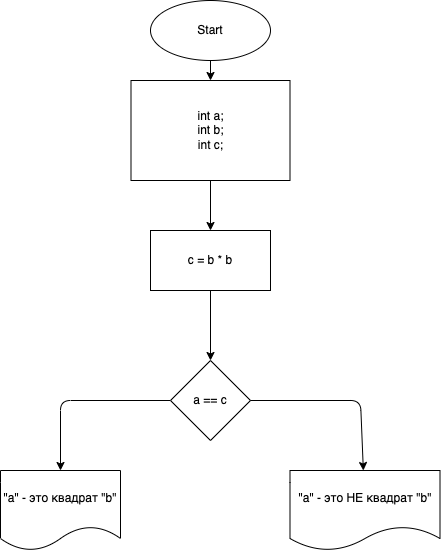 Start
int a;
int b;
int c;
c = b * b
a == c
"a" - это квадрат "b"
"a" - это НЕ квадрат "b"